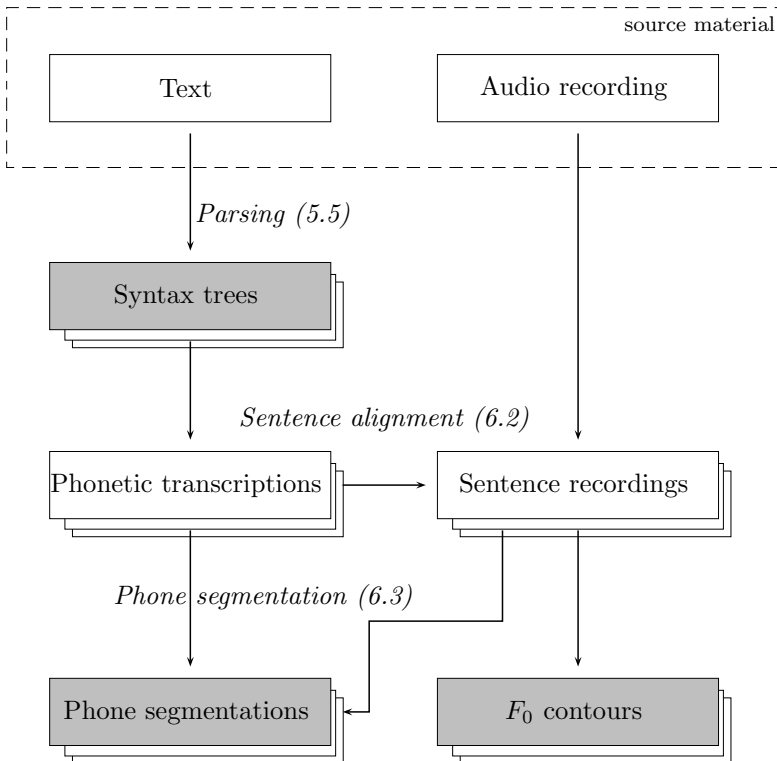 source material
Text
Audio recording
Parsing (5.5)
Syntax trees
Sentence alignment (6.2)
Phonetic transcriptions
Sentence recordings
Phone segmentation (6.3)
Phone segmentations
F₀ contours